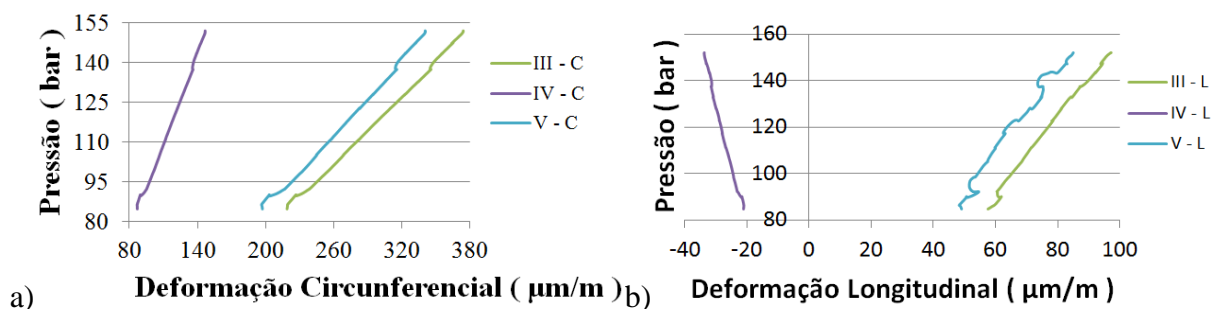 155
140
125
110
95
80
Pressão ( bar )
80 140 200 260 320 380
Deformação Circunferencial ( µm/m )
III - C
IV - C
V - C
a)
160
140
120
100
80
Pressão ( bar )
-40 -20 0 20 40 60 80 100
Deformação Longitudinal ( µm/m )
III - L
IV - L
V - L
b)